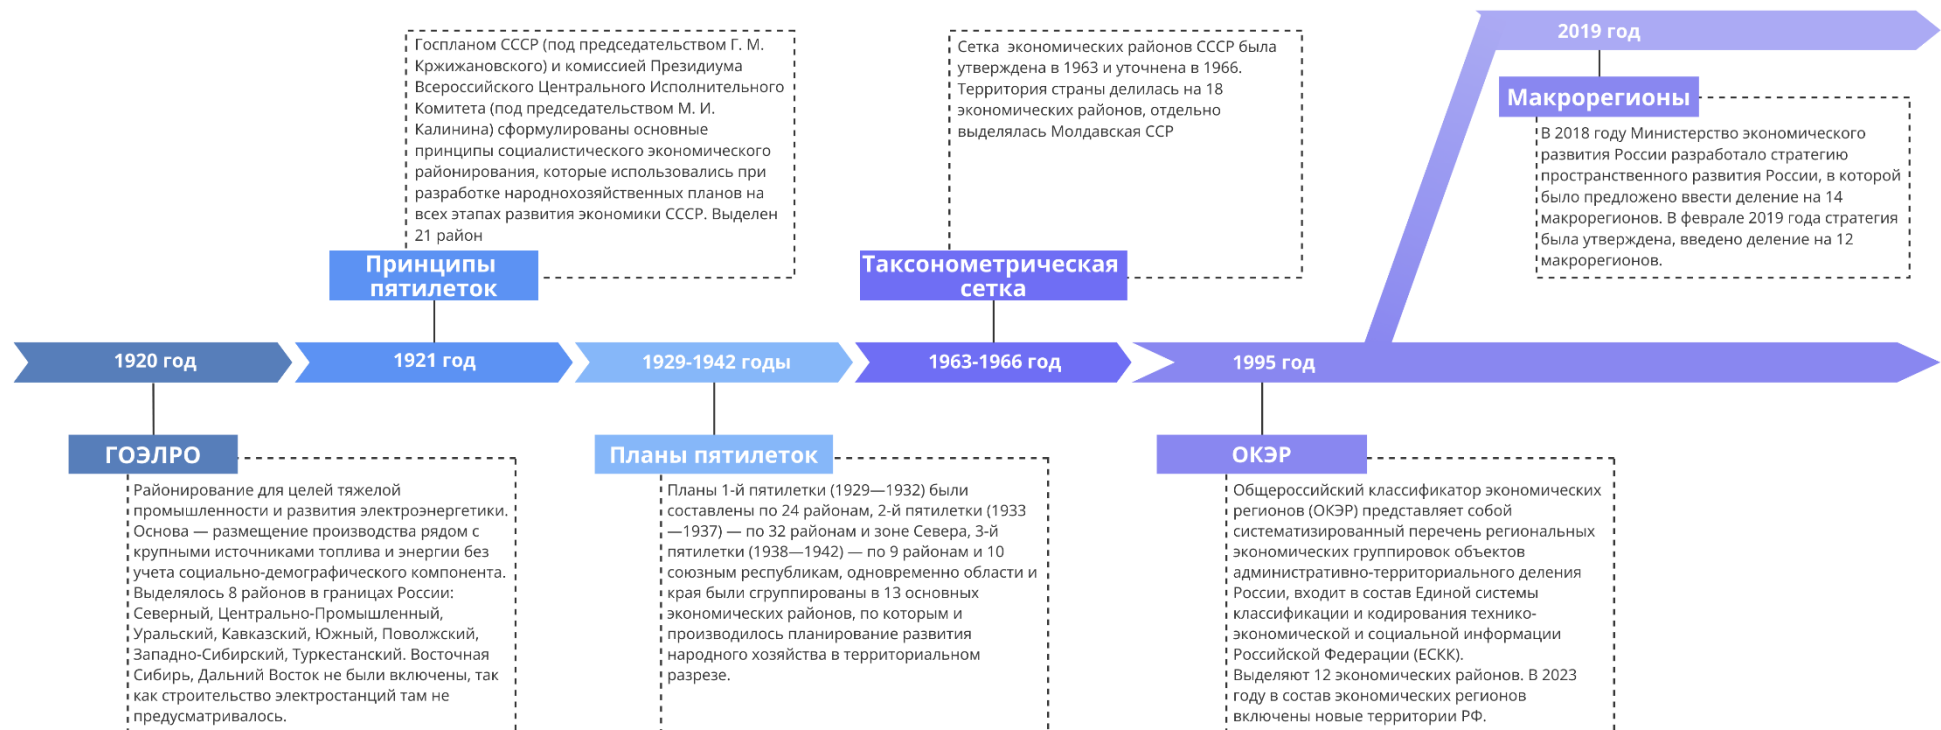 Госпланом СССР (под председательством Г. М.
Кржижановского) и комиссией Президиума
Всероссийского Центрального Исполнительного
Комитета (под председательством М. И.
Калинина) сформулированы основные
принципы социалистического экономического
районирования, которые использовались при
разработке народнохозяйственных планов на
всех этапах развития экономики СССР. Выделен
21 район
Принципы
пятилеток
Сетка экономических районов СССР была
утверждена в 1963 и уточнена в 1966.
Территория страны делилась на 18
экономических районов, отдельно
выделялась Молдавская ССР
Таксонометрическая
сетка
2019 год
Макрорегионы
В 2018 году Министерство экономического
развития России разработало стратегию
пространственного развития России, в которой
было предложено ввести деление на 14
макрорегионов. В феврале 2019 года стратегия
была утверждена, введено деление на 12
макрорегионов.
1920 год
1921 год
1929-1942 годы
1963-1966 год
1995 год
ГОЭЛРО
Районирование для целей тяжелой
промышленности и развития электроэнергетики.
Основа — размещение производства рядом с
крупными источниками топлива и энергии без
учета социально-демографического компонента.
Выделялось 8 районов в границах России:
Северный, Центрально-Промышленный,
Уральский, Кавказский, Южный, Поволжский,
Западно-Сибирский, Туркестанский. Восточная
Сибирь, Дальний Восток не были включены, так
как строительство электростанций там не
предусматривалось.
Планы пятилеток
Планы 1-й пятилетки (1929—1932) были
составлены по 24 районам, 2-й пятилетки (1933
—1937) — по 32 районам и зоне Севера, 3-й
пятилетки (1938—1942) — по 9 районам и 10
союзным республикам, одновременно области и
края были сгруппированы в 13 основных
экономических районов, по которым и
производилось планирование развития
народного хозяйства в территориальном
разрезе.
ОКЭР
Общероссийский классификатор экономических
регионов (ОКЭР) представляет собой
систематизированный перечень региональных
экономических группировок объектов
административно-территориального деления
России, входит в состав Единой системы
классификации и кодирования технико-
экономической и социальной информации
Российской Федерации (ЕСКК).
Выделяют 12 экономических районов. В 2023
году в состав экономических регионов
включены новые территории РФ.